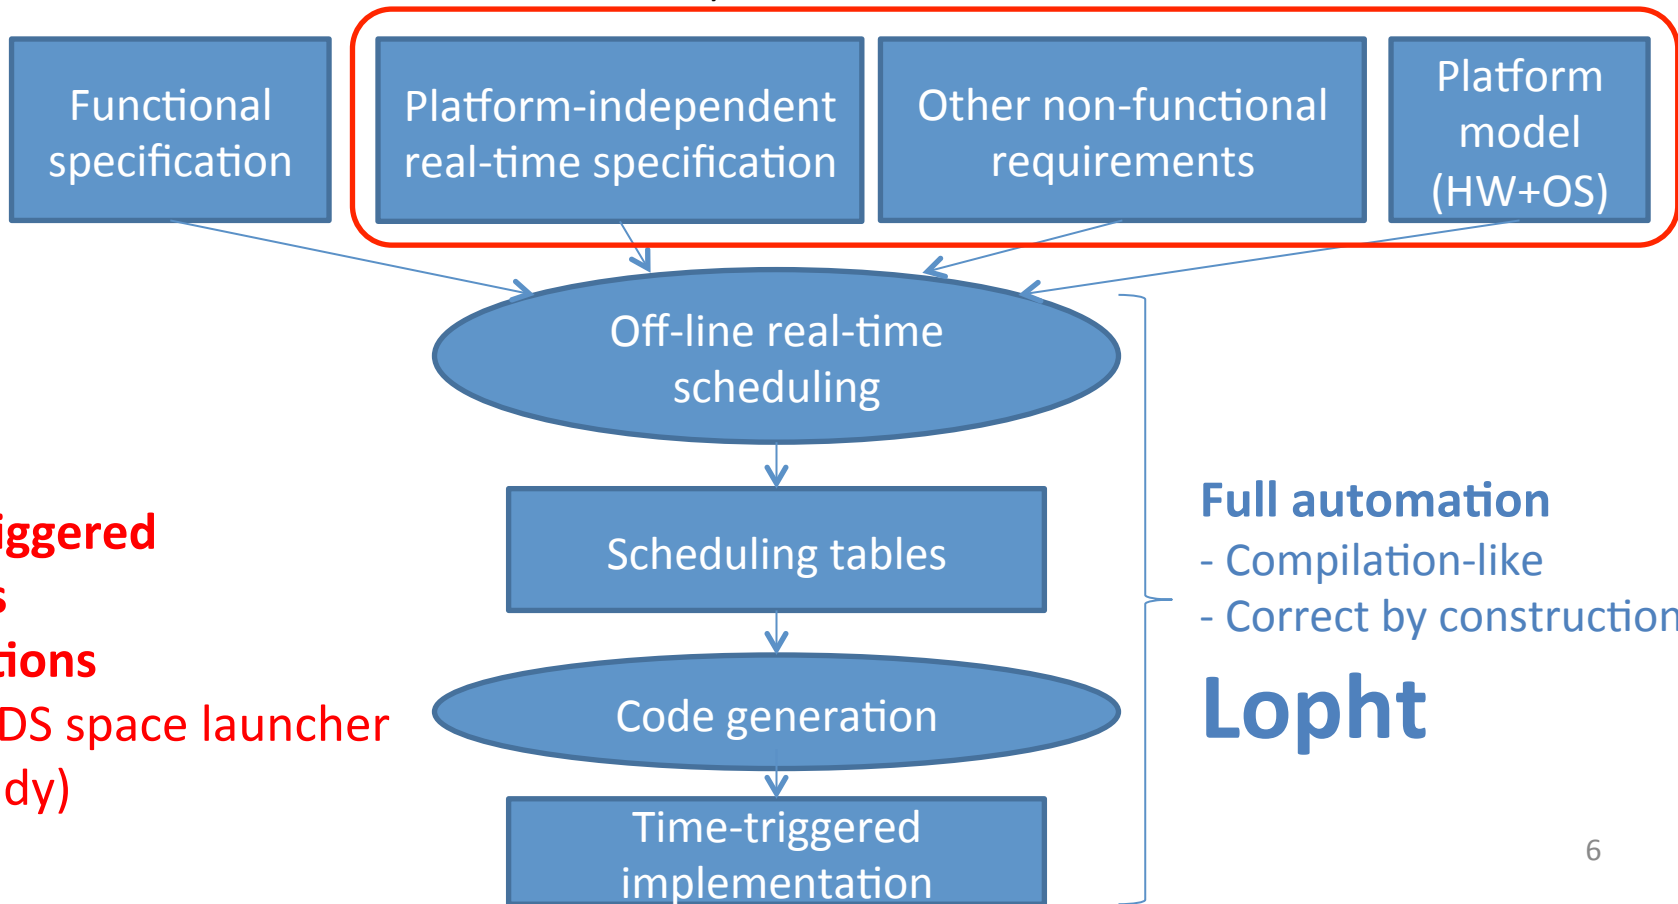 Functional
specification
Platform-independent
real-time specification
Other non-functional
requirements
Platform
model
(HW+OS)
Off-line real-time
scheduling
Scheduling tables
Code generation
Time-triggered
implementation
iggered
s
tions
DS space launcher
dy)
Full automation
- Compilation-like
- Correct by construction
Lopht
6